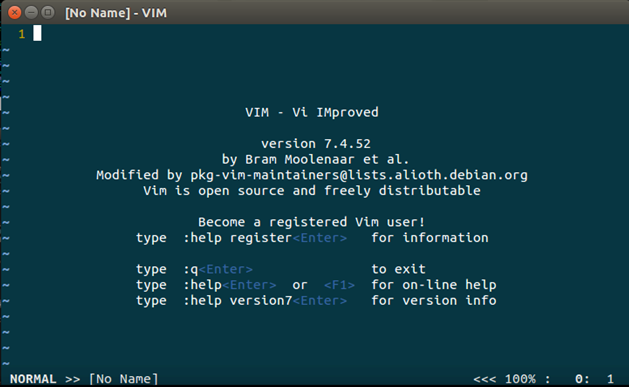 [No Name] - VIM
1
~
~
~
~
~ VIM - Vi IMproved
~
~ version 7.4.52
~ by Bram Moolenaar et al.
~ Modified by pkg-vim-maintainers@lists.alioth.debian.org
~ Vim is open source and freely distributable
~
~ Become a registered Vim user!
~ type :help register<Enter> for information
~
~ type :q<Enter> to exit
~ type :help<Enter> or <F1> for on-line help
~ type :help version7<Enter> for version info
~
~
~
~
NORMAL >> [No Name] <<< 100% : 0: 1